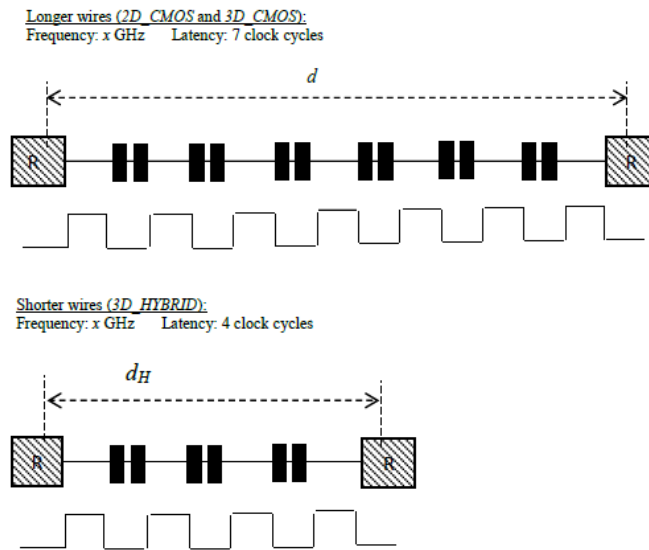 Longer wires (2D_CMOS and 3D_CMOS):
Frequency: x GHz Latency: 7 clock cycles
d
R R
Shorter wires (3D_HYBRID):
Frequency: x GHz Latency: 4 clock cycles
dH
R R